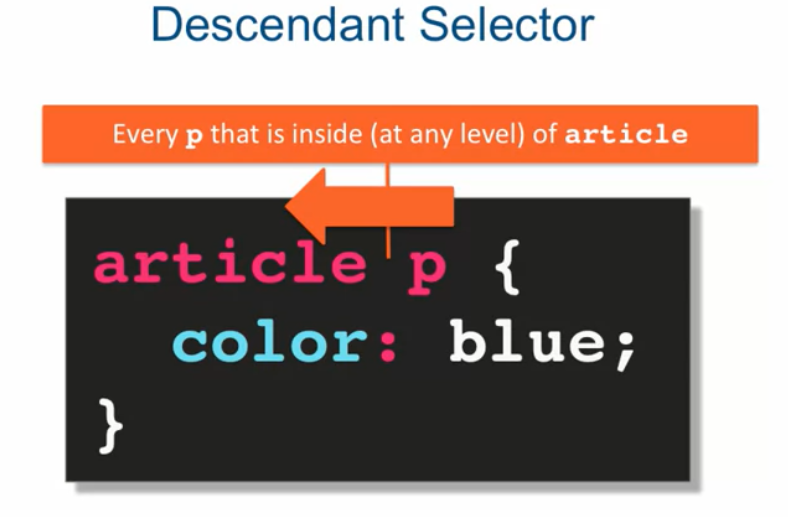 Descendant Selector
Every p that is inside (at any level) of article
article p {
color: blue;
}